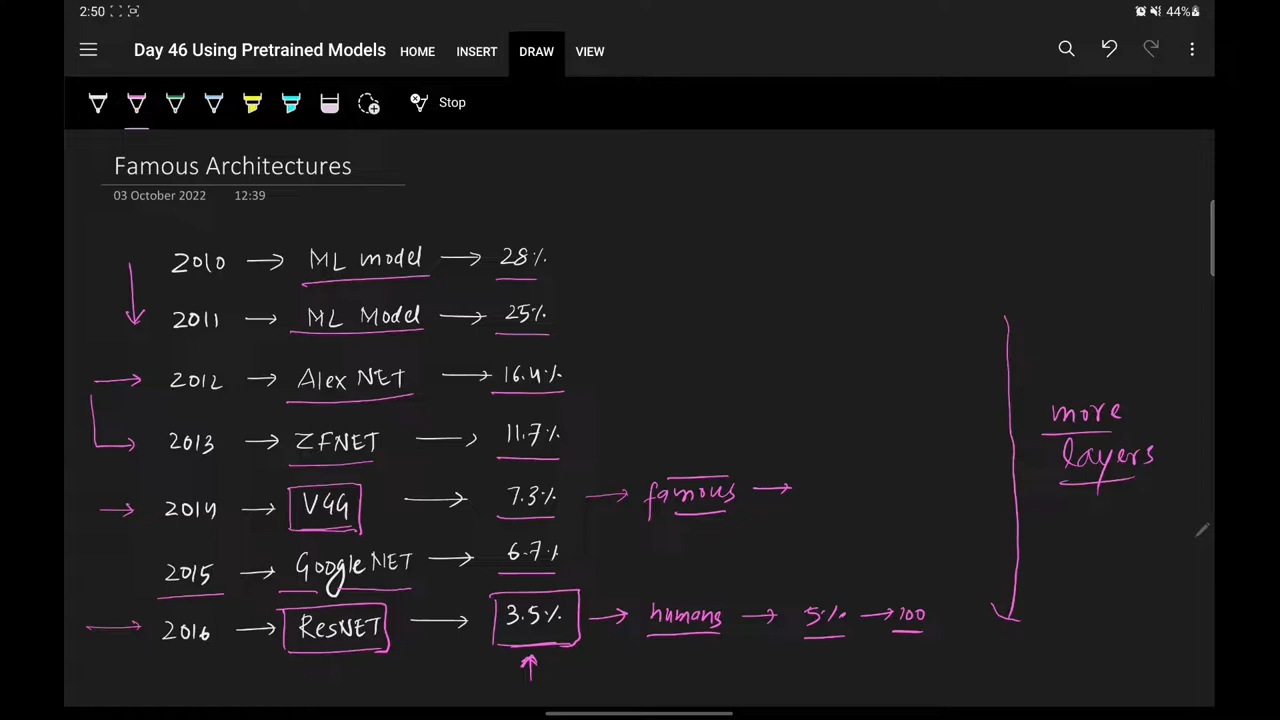 2:50 44%
Day 46 Using Pretrained Models HOME INSERT DRAW VIEW
Stop
Famous Architectures
03 October 2022 12:39
2010 → ML model → 28%
2011 → ML Model → 25%
2012 → Alex NET → 16.4%
2013 → ZFNET → 11.7%
2014 → VGG → 7.3% → famous →
2015 → GoogleNET → 6.7%
2016 → ResNET → 3.5% → humans → 5% → 100
more
layers